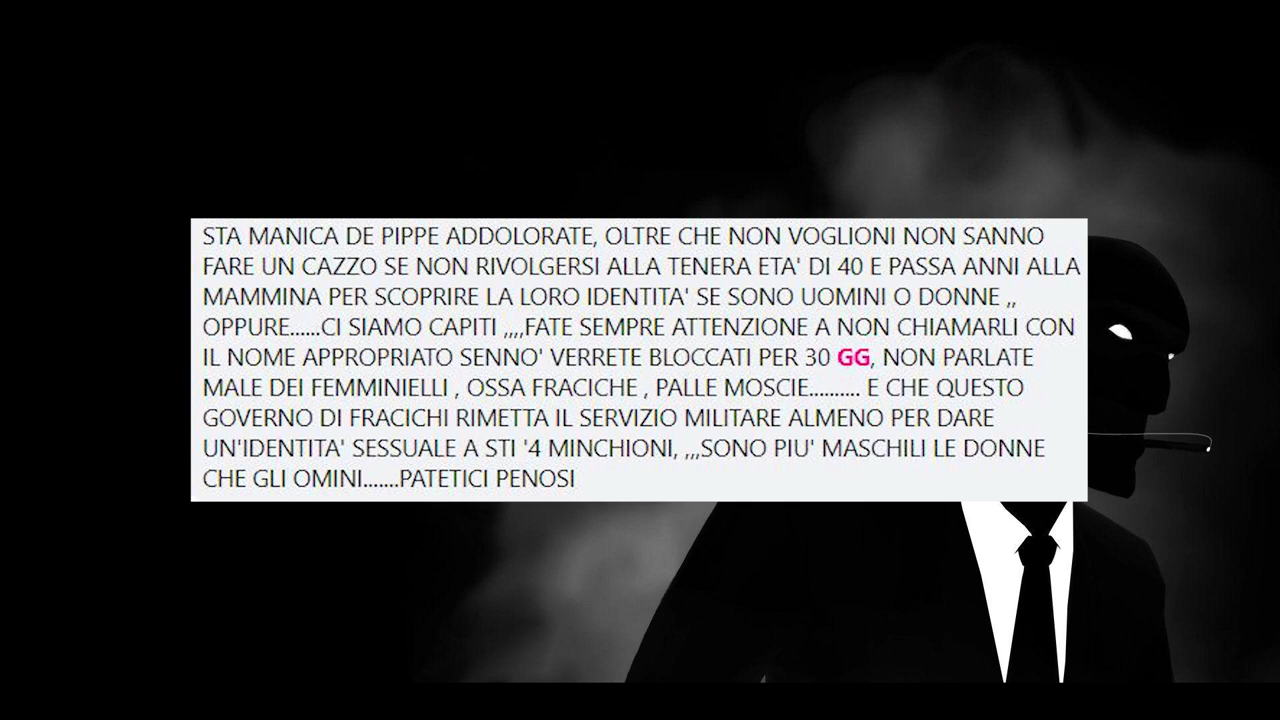 STA MANICA DE PIPPE ADDOLORATE, OLTRE CHE NON VOGLIONI NON SANNO
FARE UN CAZZO SE NON RIVOLGERSI ALLA TENERA ETA' DI 40 E PASSA ANNI ALLA
MAMMINA PER SCOPRIRE LA LORO IDENTITA' SE SONO UOMINI O DONNE ,,
OPPURE......CI SIAMO CAPITI ,,,,FATE SEMPRE ATTENZIONE A NON CHIAMARLI CON
IL NOME APPROPRIATO SENNO' VERRETE BLOCCATI PER 30 GG, NON PARLATE
MALE DEI FEMMINIELLI , OSSA FRACICHE , PALLE MOSCIE.......... E CHE QUESTO
GOVERNO DI FRACICHI RIMETTA IL SERVIZIO MILITARE ALMENO PER DARE
UN'IDENTITA' SESSUALE A STI '4 MINCHIONI, ,,,SONO PIU' MASCHILI LE DONNE
CHE GLI OMINI.......PATETICI PENOSI